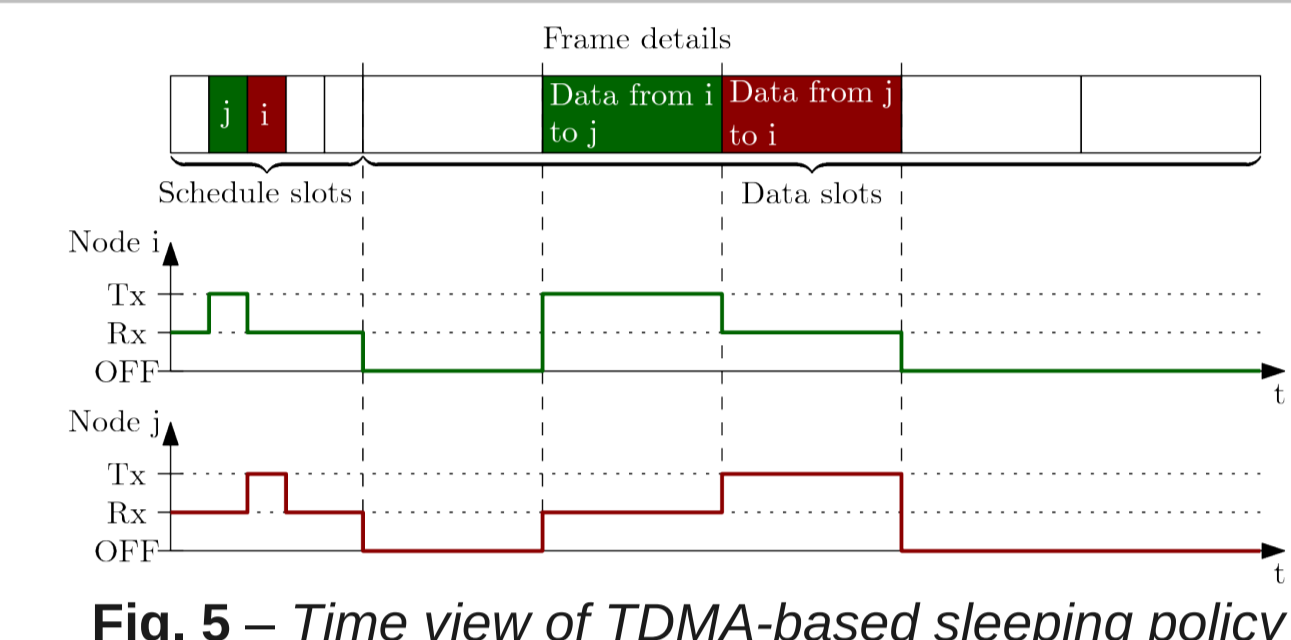 Frame details
j i Data from i Data from j
to j to i
Schedule slots Data slots
Node i
Tx
Rx
OFF
t
Node j
Tx
Rx
OFF
t
Fig. 5 – Time view of TDMA-based sleeping policy